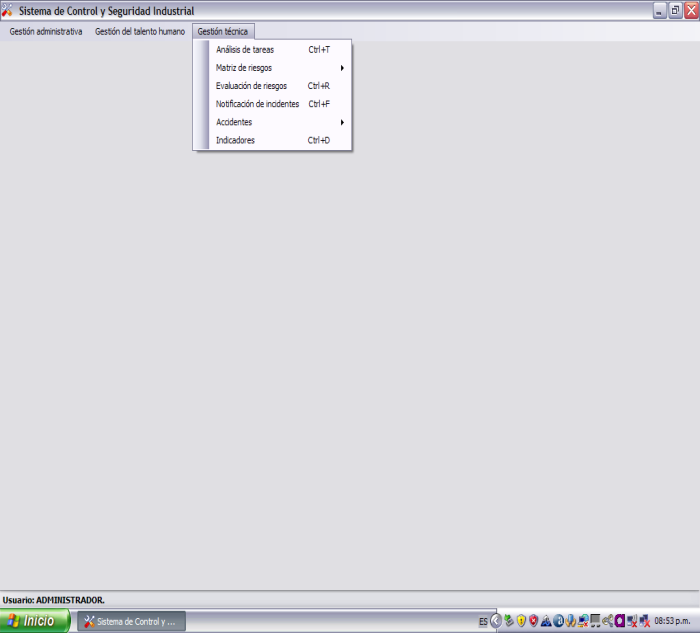 Sistema de Control y Seguridad Industrial
Gestión administrativa Gestión del talento humano Gestión técnica
Análisis de tareas Ctrl+T
Matriz de riesgos
Evaluación de riesgos Ctrl+R
Notificación de incidentes Ctrl+F
Accidentes
Indicadores Ctrl+D
Usuario: ADMINISTRADOR.
Inicio Sistema de Control y ... ES 08:53 p.m.